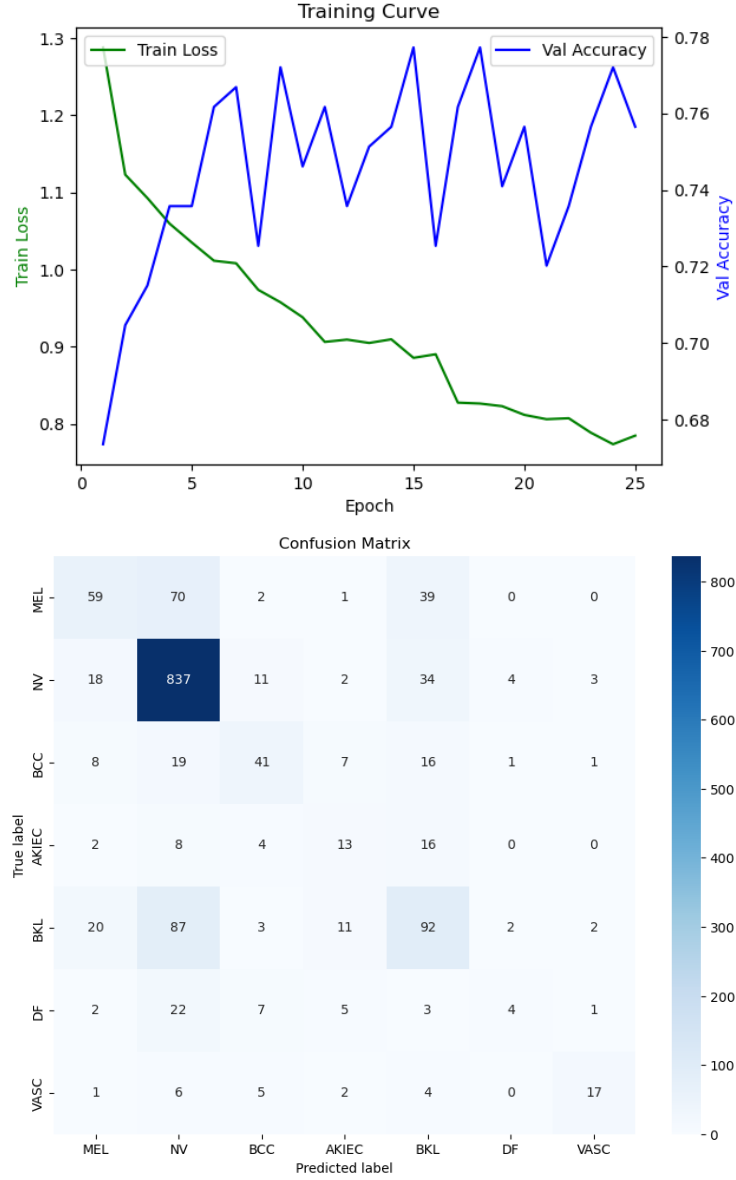 Training Curve
Train Loss
Val Accuracy
1.3
1.2
1.1
1.0
0.9
0.8
Train Loss
0.78
0.76
0.74
0.72
0.70
0.68
Val Accuracy
0 5 10 15 20 25
Epoch
Confusion Matrix
True label
MEL 59 70 2 1 39 0 0
NV 18 837 11 2 34 4 3
BCC 8 19 41 7 16 1 1
AKIEC 2 8 4 13 16 0 0
BKL 20 87 3 11 92 2 2
DF 2 22 7 5 3 4 1
VASC 1 6 5 2 4 0 17
MEL NV BCC AKIEC BKL DF VASC
Predicted label
800
700
600
500
400
300
200
100
0